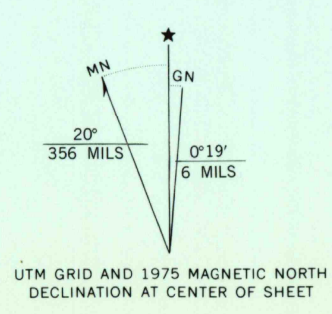 MN
GN
20°
356 MILS
0°19′
6 MILS
UTM GRID AND 1975 MAGNETIC NORTH
DECLINATION AT CENTER OF SHEET